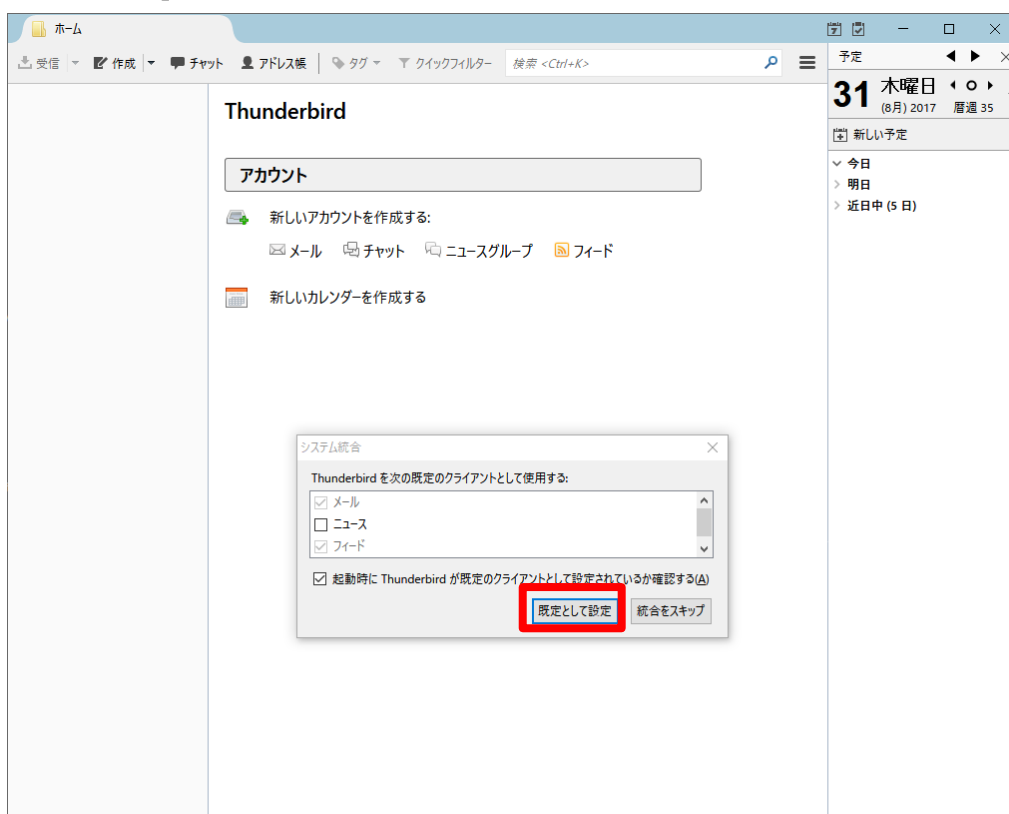 ホーム
受信 作成 チャット アドレス帳 タグ クイックフィルター 検索 <Ctrl+K>
予定
31 木曜日
(8月) 2017 暦週 35
新しい予定
今日
明日
近日中 (5 日)
Thunderbird
アカウント
新しいアカウントを作成する:
メール チャット ニュースグループ フィード
新しいカレンダーを作成する
システム統合
Thunderbird を次の既定のクライアントとして使用する:
メール
ニュース
フィード
起動時に Thunderbird が既定のクライアントとして設定されているか確認する(A)
既定として設定 統合をスキップ